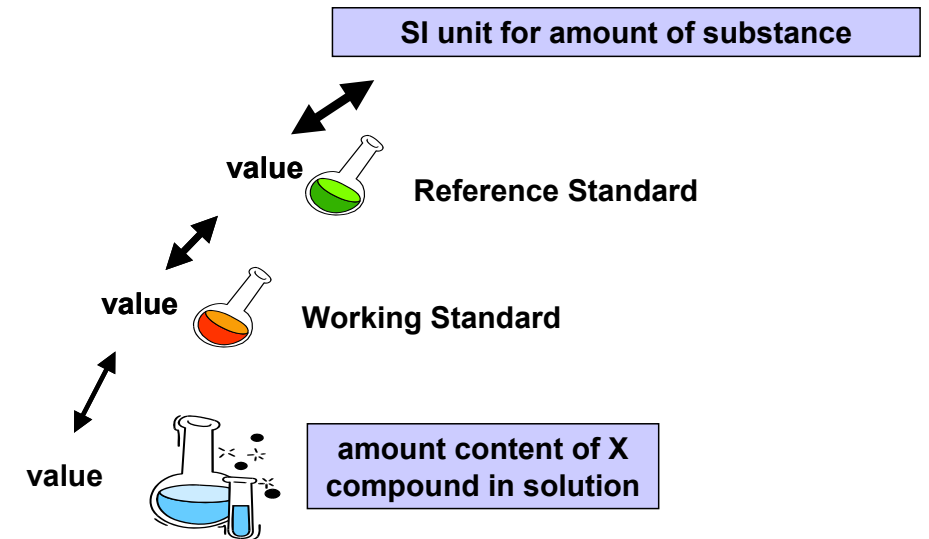 SI unit for amount of substance
value
Reference Standard
value
Working Standard
value
amount content of X
compound in solution